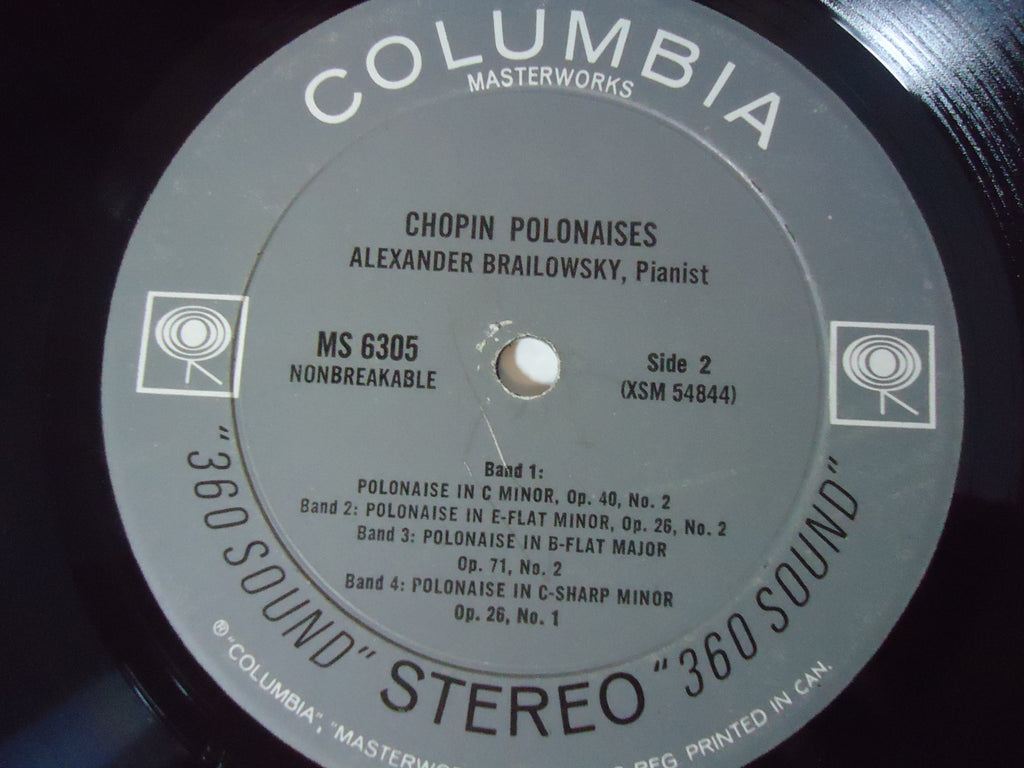 COLUMBIA
MASTERWORKS
CHOPIN POLONAISES
ALEXANDER BRAILOWSKY, Pianist
MS 6305
NONBREAKABLE
Side 2
(XSM 54844)
Band 1:
POLONAISE IN C MINOR, Op. 40, No. 2
Band 2: POLONAISE IN E-FLAT MINOR, Op. 26, No. 2
Band 3: POLONAISE IN B-FLAT MAJOR
Op. 71, No. 2
Band 4: POLONAISE IN C-SHARP MINOR
Op. 26, No. 1
"360 SOUND" STEREO "360 SOUND"
® "COLUMBIA", "MASTERW
REG PRINTED IN CAN.